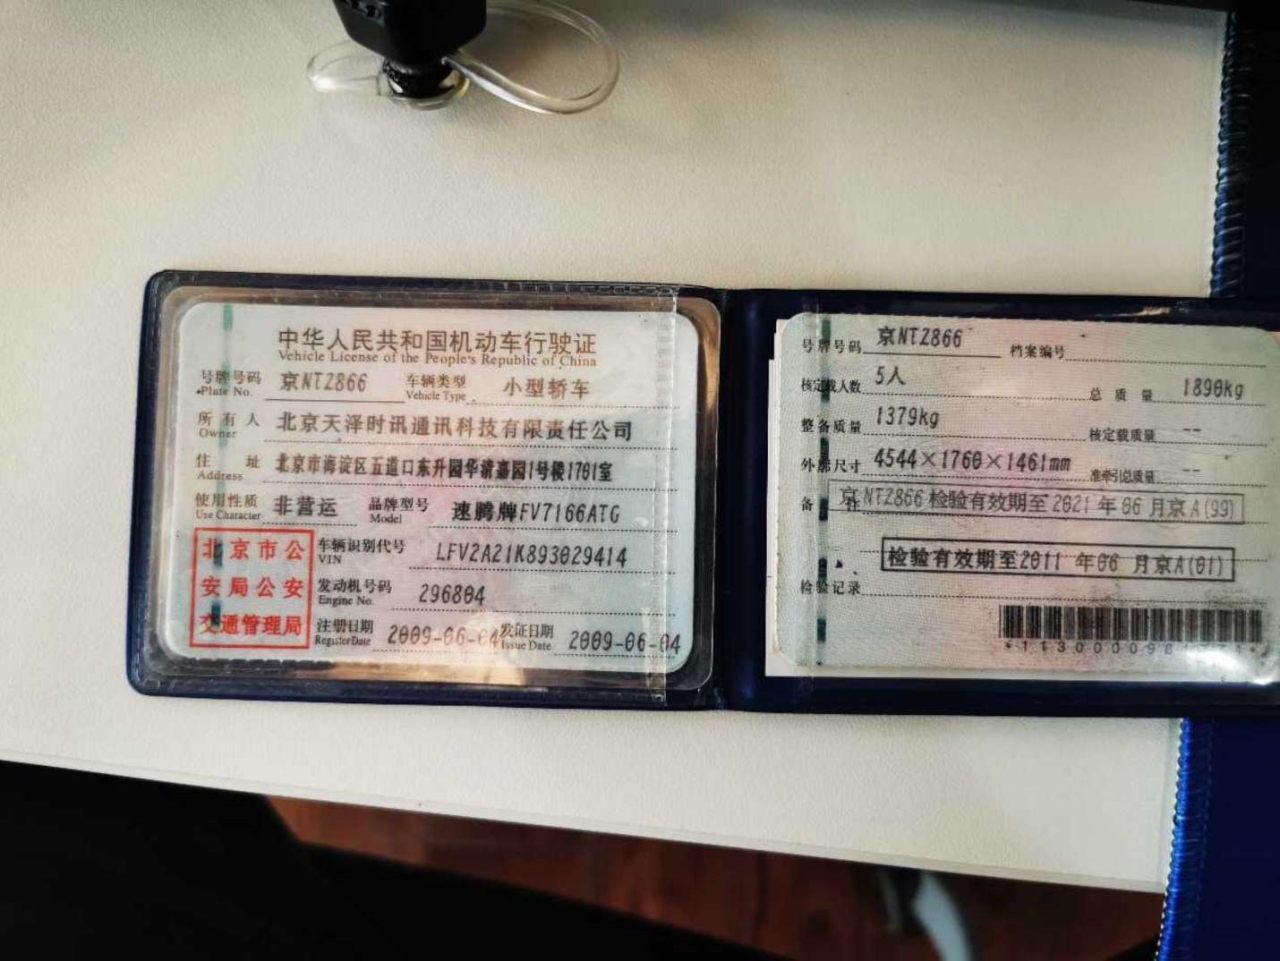 中华人民共和国机动车行驶证
Vehicle License of the People's Republic of China
号牌号码 京NTZ866 车辆类型 小型轿车
Plate No. Vehicle Type
所有人 北京天泽时讯通讯科技有限责任公司
Owner
住址 北京市海淀区五道口东升园华清嘉园1号楼1701室
Address
使用性质 非营运 品牌型号 速腾牌FV7166ATG
Use Character Model
北京市公
安局公安
交通管理局
车辆识别代号 LFV2A21K893029414
VIN
发动机号码 296804
Engine No.
注册日期 2009-06-04 发证日期 2009-06-04
Register Date Issue Date
号牌号码 京NTZ866 档案编号
核定载人数 5人 总质量 1890kg
整备质量 1379kg 核定载质量 --
外廓尺寸 4544×1760×1461mm 准牵引总质量 --
备注 京NTZ866检验有效期至2021年06月京A(99)
检验有效期至2011年06月京A(01)
检验记录